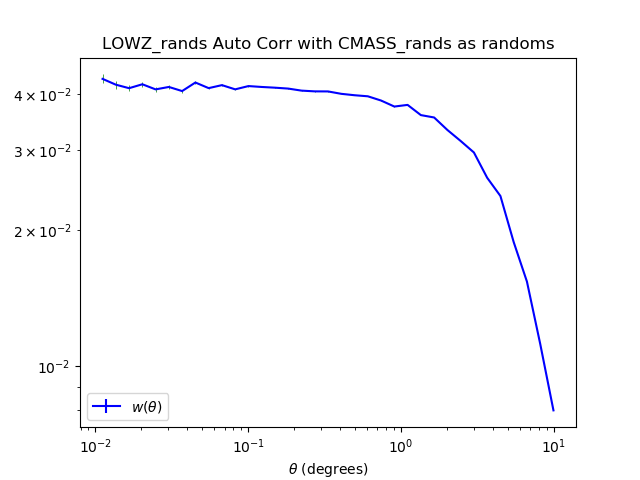 LOWZ_rands Auto Corr with CMASS_rands as randoms
4 × 10⁻²
3 × 10⁻²
2 × 10⁻²
10⁻²
w(θ)
10⁻² 10⁻¹ 10⁰ 10¹
θ (degrees)